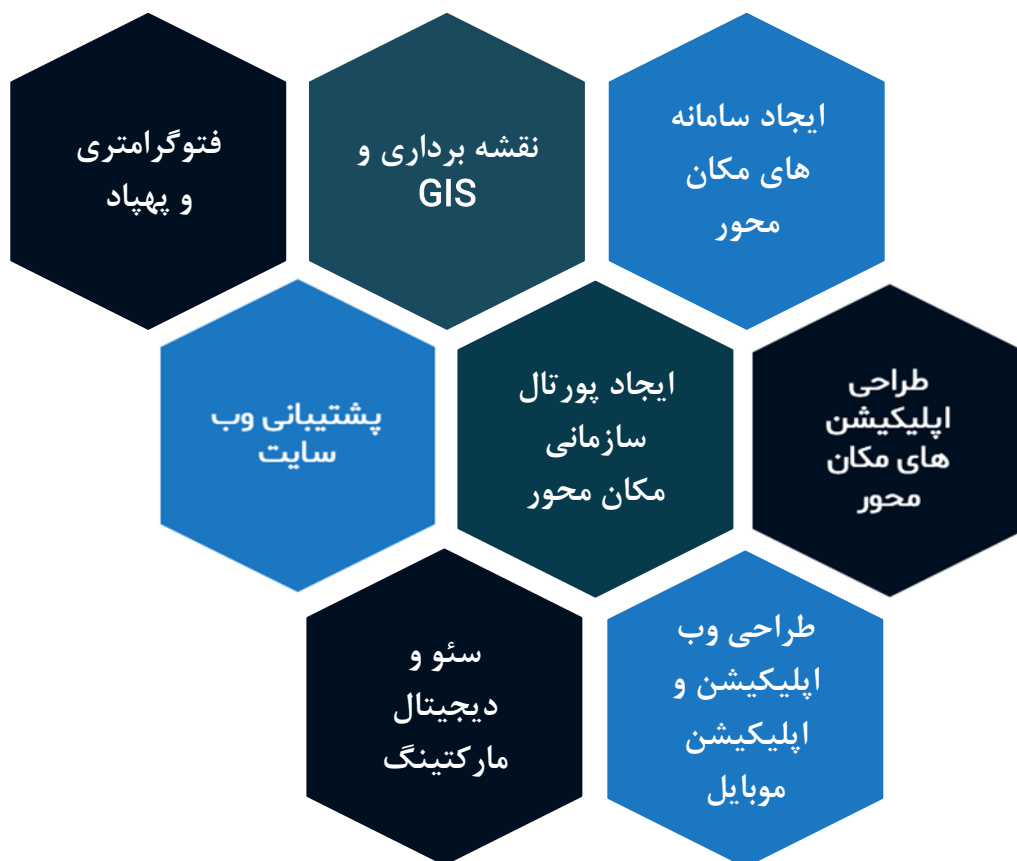 ایجاد سامانه
های مکان
محور
نقشه برداری و
GIS
فتوگرامتری
و پهپاد
طراحی
اپلیکیشن
های مکان
محور
ایجاد پورتال
سازمانی
مکان محور
پشتیبانی وب
سایت
طراحی وب
اپلیکیشن و
اپلیکیشن
موبایل
سئو و
دیجیتال
مارکتینگ